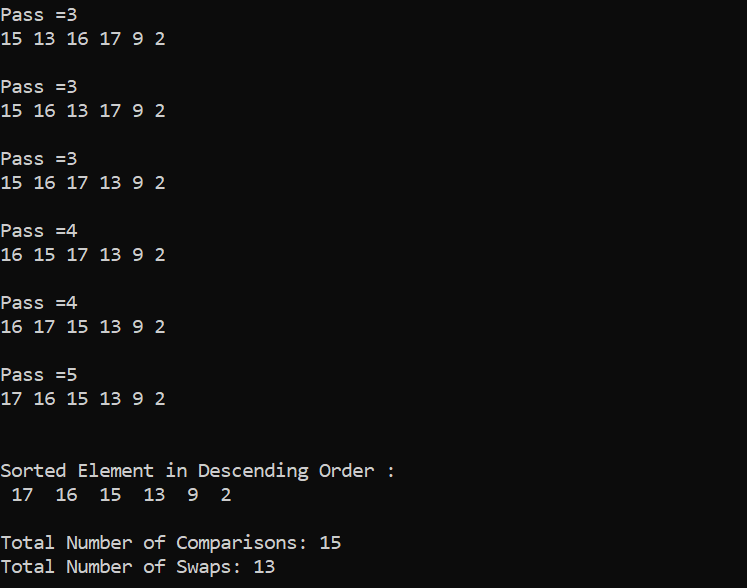 Pass =3
15 13 16 17 9 2
Pass =3
15 16 13 17 9 2
Pass =3
15 16 17 13 9 2
Pass =4
16 15 17 13 9 2
Pass =4
16 17 15 13 9 2
Pass =5
17 16 15 13 9 2
Sorted Element in Descending Order :
17 16 15 13 9 2
Total Number of Comparisons: 15
Total Number of Swaps: 13